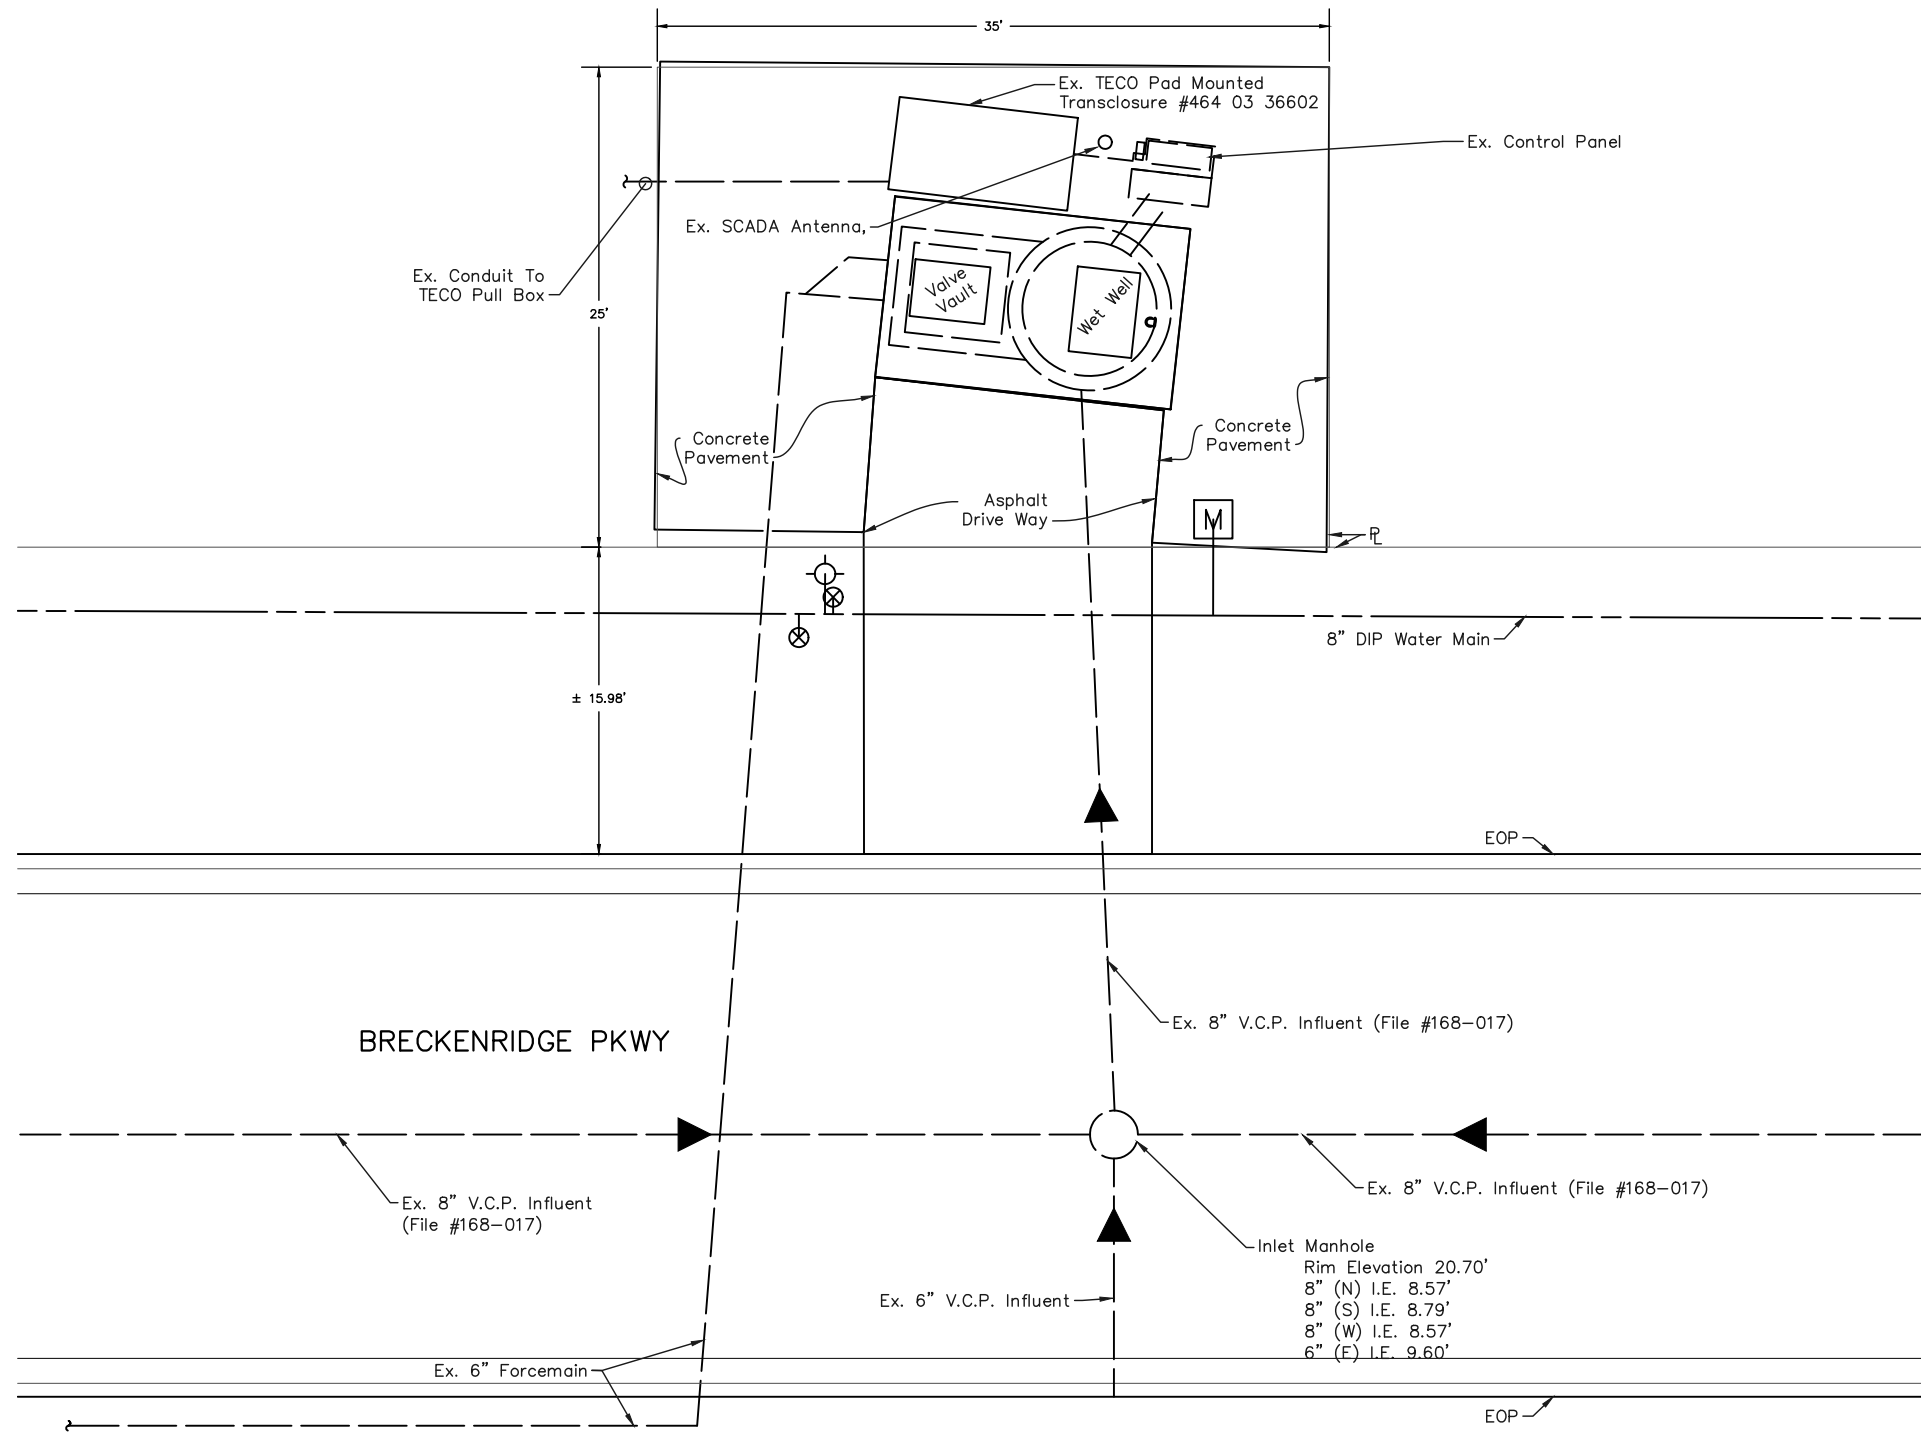 35'
Ex. TECO Pad Mounted
Transclosure #464 03 36602
Ex. Control Panel
Ex. SCADA Antenna,
Ex. Conduit To
TECO Pull Box
25'
Valve
Vault
Wet Well
Concrete
Pavement
Concrete
Pavement
Asphalt
Drive Way
M
PL
8" DIP Water Main
± 15.98'
EOP
Ex. 8" V.C.P. Influent (File #168-017)
BRECKENRIDGE PKWY
Ex. 8" V.C.P. Influent
(File #168-017)
Ex. 8" V.C.P. Influent (File #168-017)
Inlet Manhole
Rim Elevation 20.70'
8" (N) I.E. 8.57'
8" (S) I.E. 8.79'
8" (W) I.E. 8.57'
6" (E) I.E. 9.60'
Ex. 6" V.C.P. Influent
Ex. 6" Forcemain
EOP